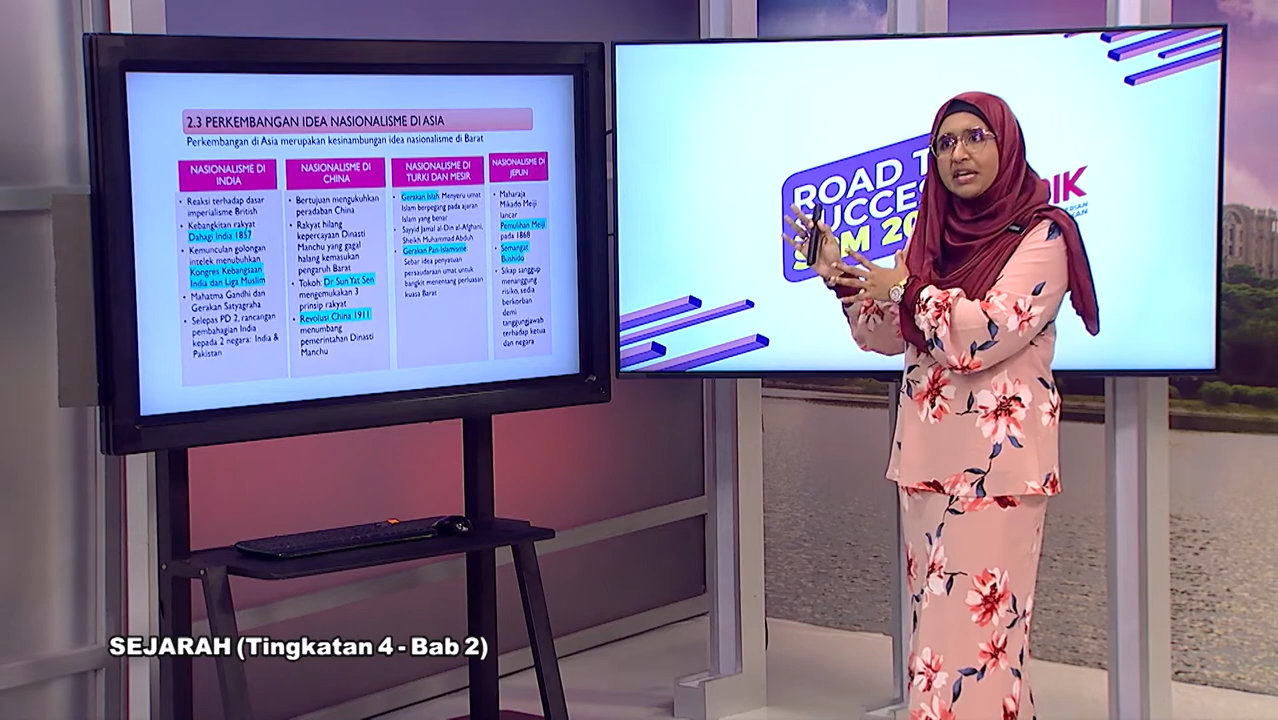 2.3 PERKEMBANGAN IDEA NASIONALISME DI ASIA
Perkembangan di Asia merupakan kesinambungan idea nasionalisme di Barat
NASIONALISME DI
INDIA
• Reaksi terhadap dasar
imperialisme British
• Kebangkitan rakyat
Dahagi India 1857
• Kemunculan golongan
intelek menubuhkan
Kongres Kebangsaan
India dan Liga Muslim
• Mahatma Gandhi dan
Gerakan Satyagraha
• Selepas PD 2, rancangan
pembahagian India
kepada 2 negara: India &
Pakistan
NASIONALISME DI
CHINA
• Bertujuan mengukuhkan
peradaban China
• Rakyat hilang
kepercayaan Dinasti
Manchu yang gagal
halang kemasukan
pengaruh Barat
• Tokoh: Dr Sun Yat Sen
mengemukakan 3
prinsip rakyat
• Revolusi China 1911
menumbang
pemerintahan Dinasti
Manchu
NASIONALISME DI
TURKI DAN MESIR
• Gerakan Islah: Menyeru umat
Islam berpegang pada ajaran
Islam yang benar
• Sayyid Jamal al-Din al-Afghani,
Sheikh Muhammad Abduh
• Gerakan Pan-Islamisme:
Sebar idea penyatuan
persaudaraan umat untuk
bangkit menentang perluasan
kuasa Barat
NASIONALISME DI
JEPUN
• Maharaja
Mikado Meiji
lancar
Pemulihan Meiji
pada 1868
• Semangat
Bushido
• Sikap sanggup
menanggung
risiko, sedia
berkorban
demi
tanggungjawab
terhadap ketua
dan negara
ROAD T
SUCCES
SPM 20
DIK
SEJARAH (Tingkatan 4 - Bab 2)